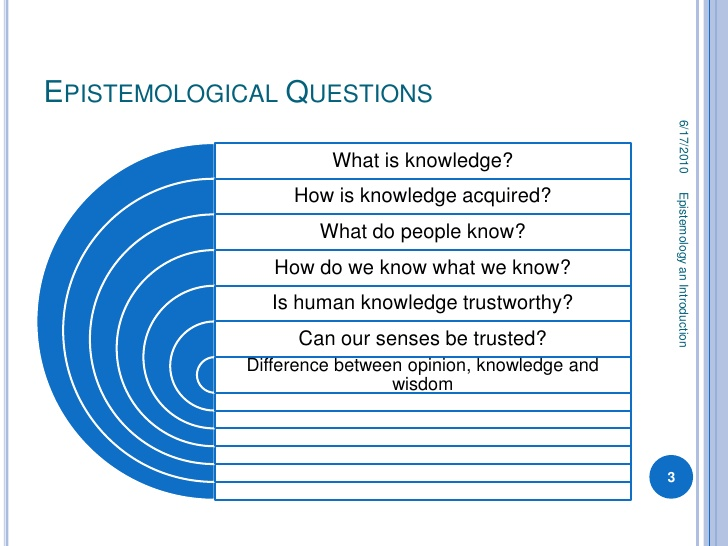 EPISTEMOLOGICAL QUESTIONS
What is knowledge?
How is knowledge acquired?
What do people know?
How do we know what we know?
Is human knowledge trustworthy?
Can our senses be trusted?
Difference between opinion, knowledge and
wisdom
6/17/2010 Epistemology an Introduction
3